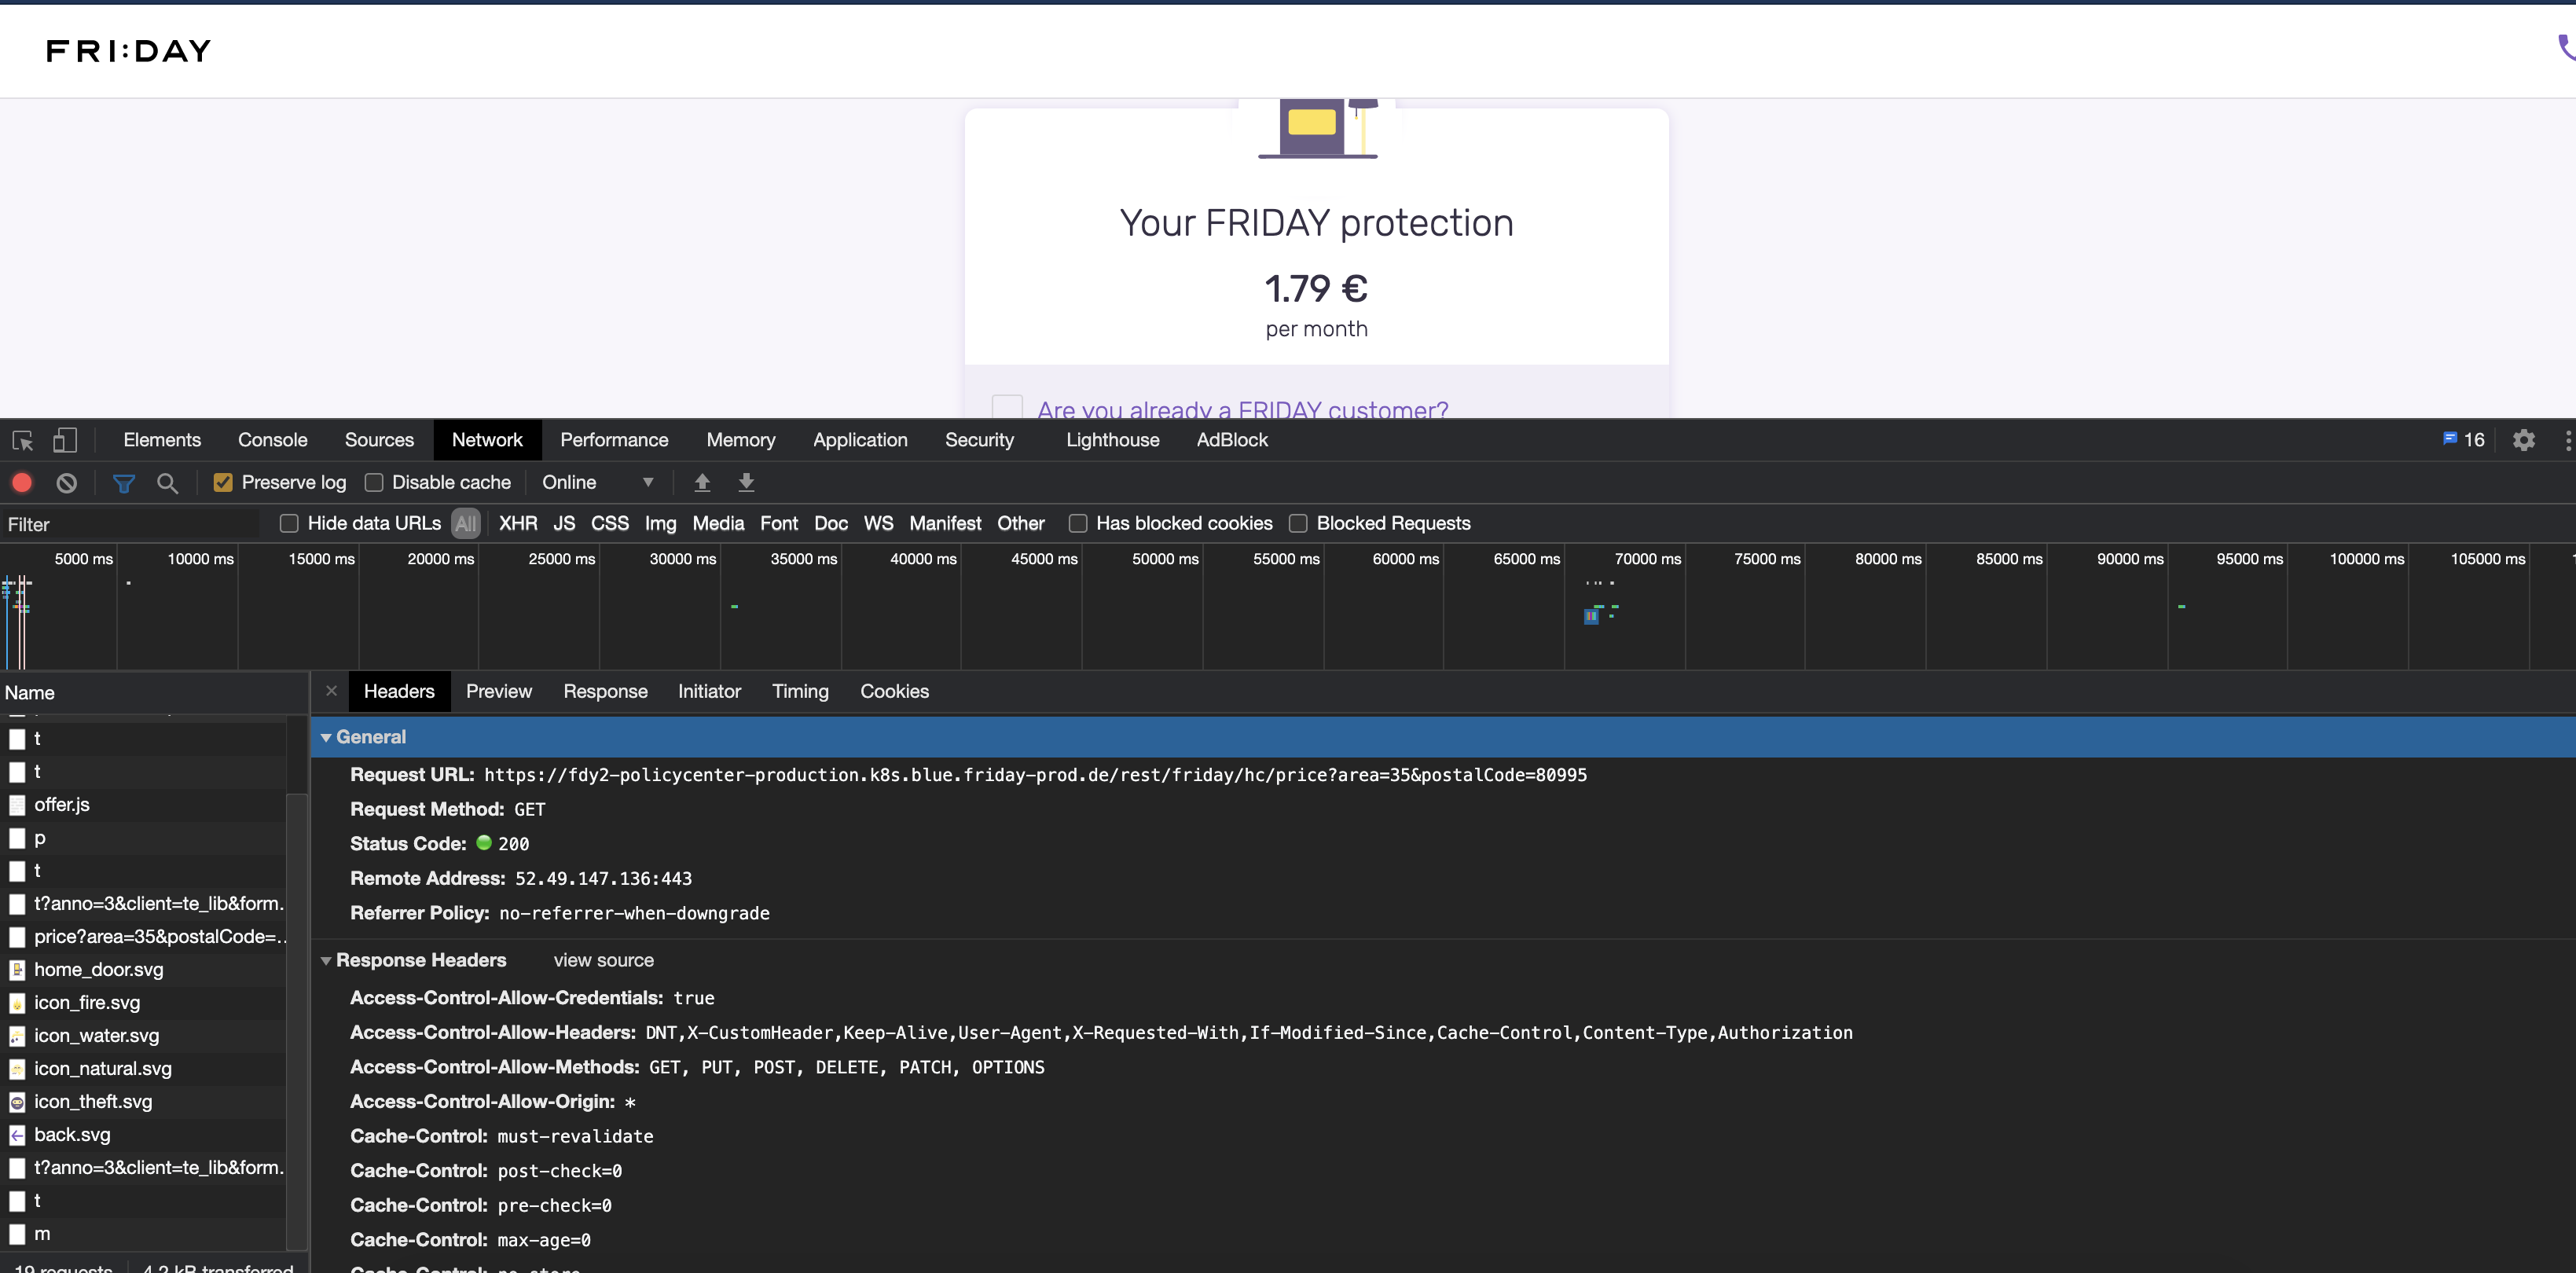 FRI:DAY
Your FRIDAY protection
1.79 €
per month
Are you already a FRIDAY customer?
Elements Console Sources Network Performance Memory Application Security Lighthouse AdBlock 16
Preserve log Disable cache Online
Filter Hide data URLs All XHR JS CSS Img Media Font Doc WS Manifest Other Has blocked cookies Blocked Requests
5000 ms 10000 ms 15000 ms 20000 ms 25000 ms 30000 ms 35000 ms 40000 ms 45000 ms 50000 ms 55000 ms 60000 ms 65000 ms 70000 ms 75000 ms 80000 ms 85000 ms 90000 ms 95000 ms 100000 ms 105000 ms
Name
t
t
offer.js
p
t
t?anno=3&client=te_lib&form…
price?area=35&postalCode=…
home_door.svg
icon_fire.svg
icon_water.svg
icon_natural.svg
icon_theft.svg
back.svg
t?anno=3&client=te_lib&form…
t
m
19 requests 4.2 kB transferred
Headers Preview Response Initiator Timing Cookies
General
Request URL: https://fdy2-policycenter-production.k8s.blue.friday-prod.de/rest/friday/hc/price?area=35&postalCode=80995
Request Method: GET
Status Code: 200
Remote Address: 52.49.147.136:443
Referrer Policy: no-referrer-when-downgrade
Response Headers view source
Access-Control-Allow-Credentials: true
Access-Control-Allow-Headers: DNT,X-CustomHeader,Keep-Alive,User-Agent,X-Requested-With,If-Modified-Since,Cache-Control,Content-Type,Authorization
Access-Control-Allow-Methods: GET, PUT, POST, DELETE, PATCH, OPTIONS
Access-Control-Allow-Origin: *
Cache-Control: must-revalidate
Cache-Control: post-check=0
Cache-Control: pre-check=0
Cache-Control: max-age=0
Cache-Control: no-store